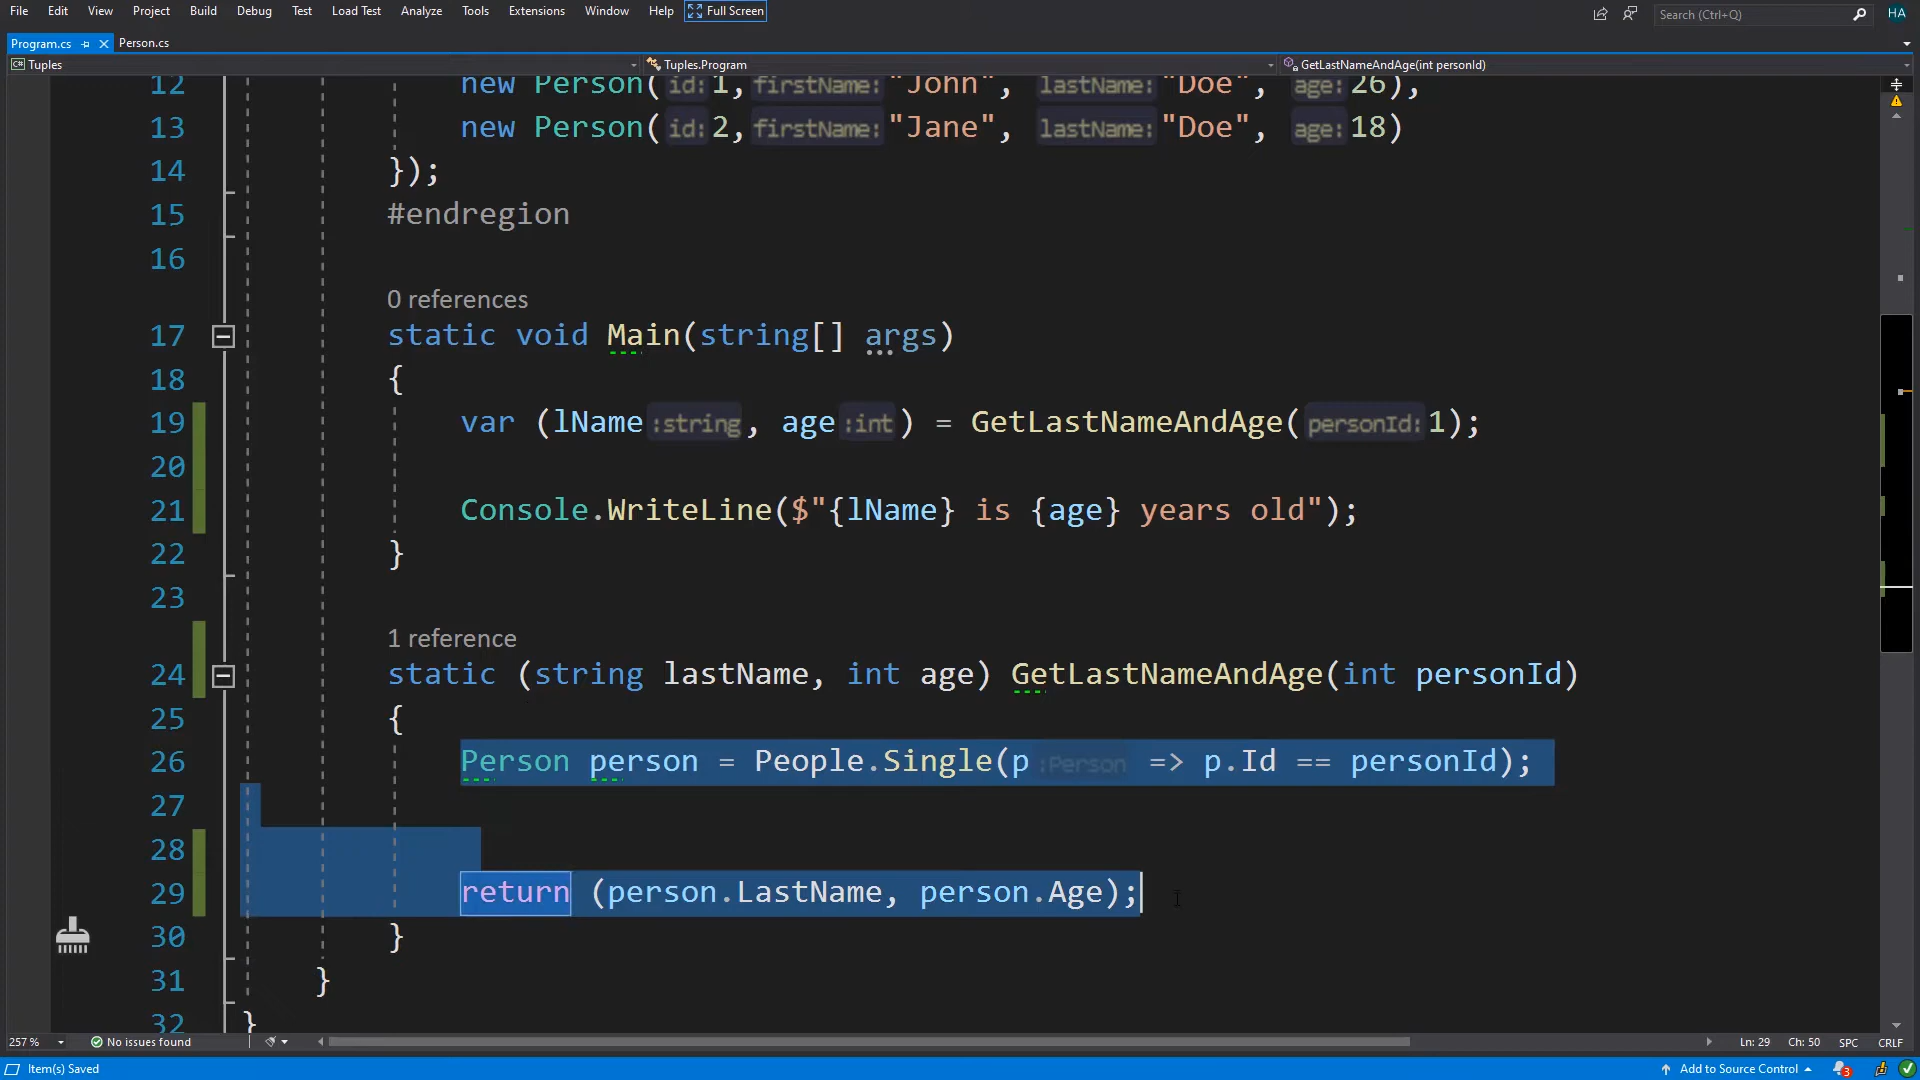 File Edit View Project Build Debug Test Load Test Analyze Tools Extensions Window Help Full Screen Search (Ctrl+Q) HA
Program.cs Person.cs
Tuples Tuples.Program GetLastNameAndAge(int personId)
12 new Person(id:1, firstName:"John", lastName:"Doe", age:26),
13 new Person(id:2, firstName:"Jane", lastName:"Doe", age:18)
14 });
15 #endregion
16
0 references
17 static void Main(string[] args)
18 {
19 var (lName:string, age:int) = GetLastNameAndAge(personId:1);
20
21 Console.WriteLine($"{lName} is {age} years old");
22 }
23
1 reference
24 static (string lastName, int age) GetLastNameAndAge(int personId)
25 {
26 Person person = People.Single(p:Person => p.Id == personId);
27
28
29 return (person.LastName, person.Age);
30 }
31 }
32 }
257 % No issues found Ln: 29 Ch: 50 SPC CRLF
Item(s) Saved Add to Source Control 3